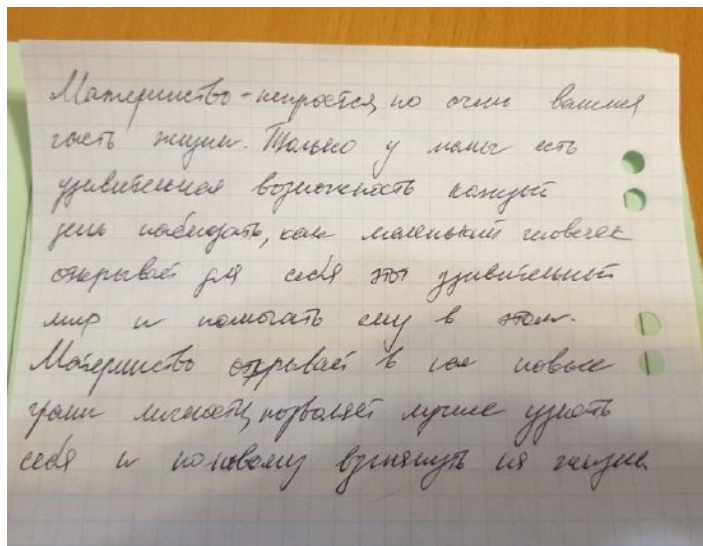 Материнство - непростая, но очень важная
часть жизни. Только у мамы есть
удивительная возможность каждый
день наблюдать, как маленький человечек
открывает для себя этот удивительный
мир и помогать ему в этом.
Материнство открывает в нас новые
грани личности, позволяет лучше узнать
себя и по новому взглянуть на жизнь